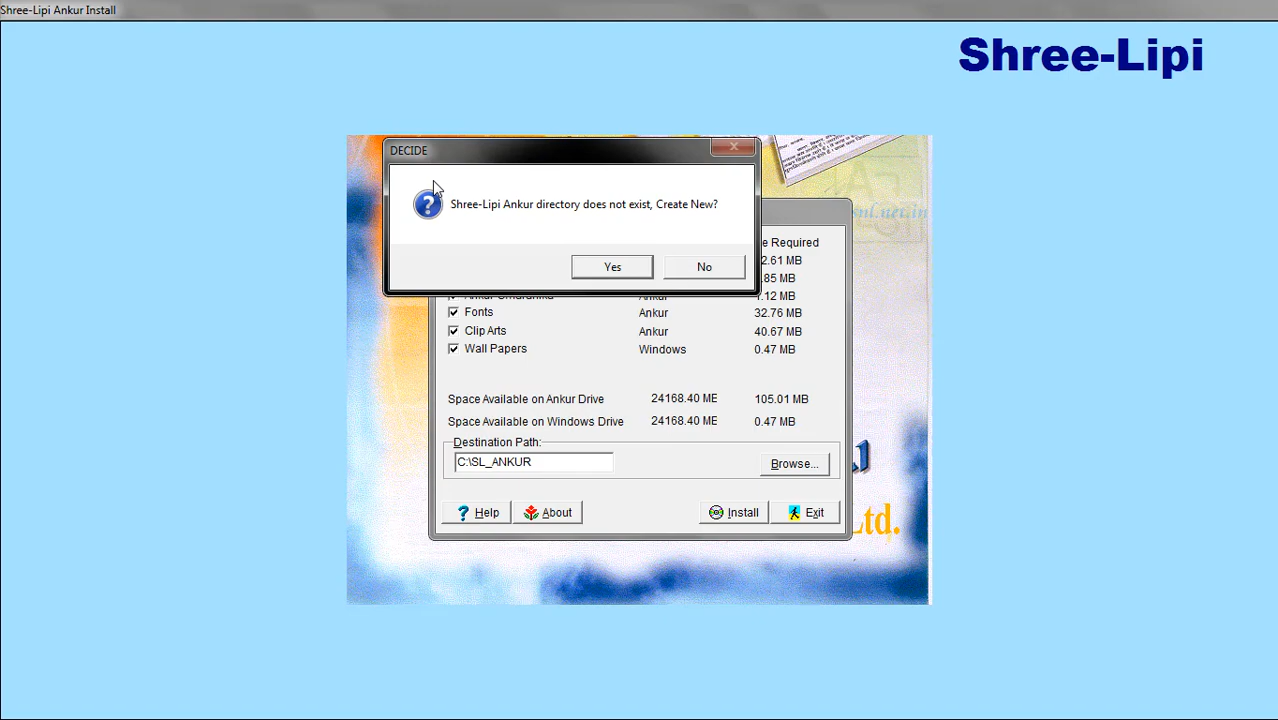 Shree-Lipi Ankur Install
Shree-Lipi
DECIDE
Shree-Lipi Ankur directory does not exist, Create New?
Yes No
e Required
2.61 MB
.85 MB
Ankur 1.12 MB
Fonts Ankur 32.76 MB
Clip Arts Ankur 40.67 MB
Wall Papers Windows 0.47 MB
Space Available on Ankur Drive 24168.40 ME 105.01 MB
Space Available on Windows Drive 24168.40 ME 0.47 MB
Destination Path:
C:\SL_ANKUR Browse...
Help About Install Exit
Ltd.